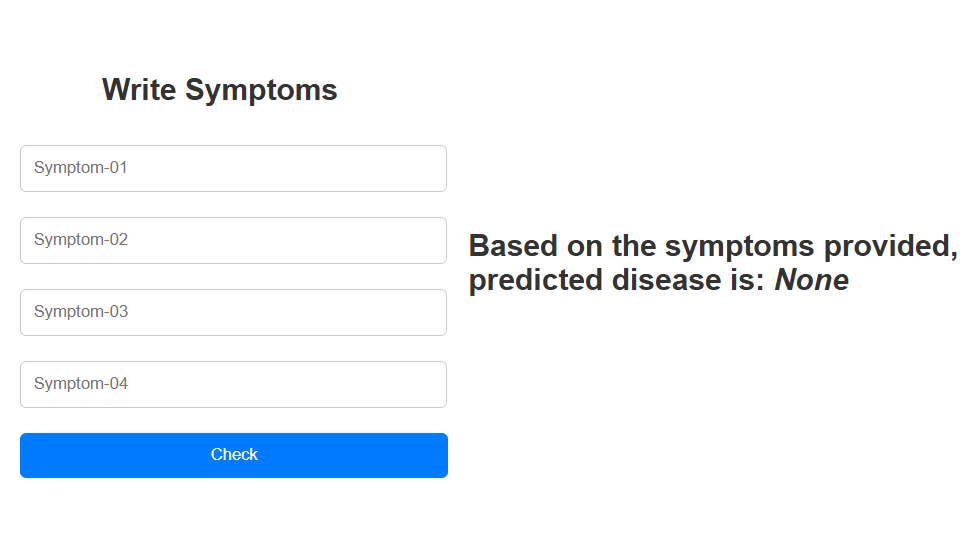 Write Symptoms
Symptom-01
Symptom-02
Symptom-03
Symptom-04
Check
Based on the symptoms provided,
predicted disease is: None